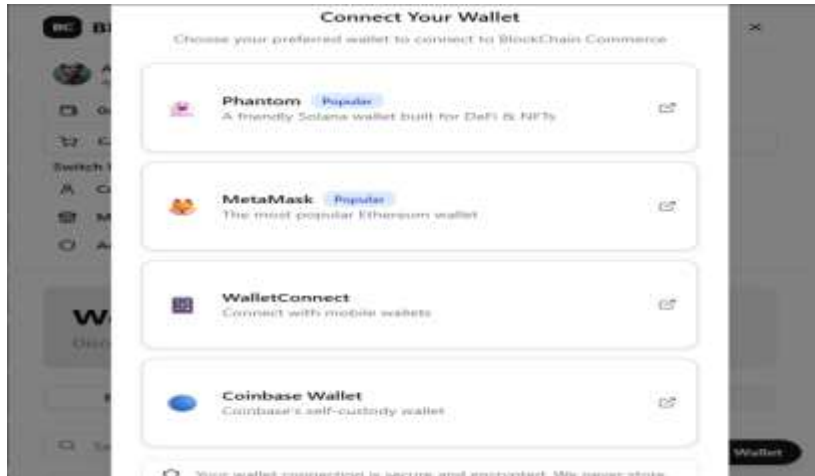 Connect Your Wallet
Choose your preferred wallet to connect to BlockChain Commerce
BC
Phantom Popular
A friendly Solana wallet built for DeFi & NFTs
Switch
MetaMask Popular
The most popular Ethereum wallet
WalletConnect
Connect with mobile wallets
Coinbase Wallet
Coinbase's self-custody wallet
Wallet
Your wallet connection is secure and encrypted. We never store